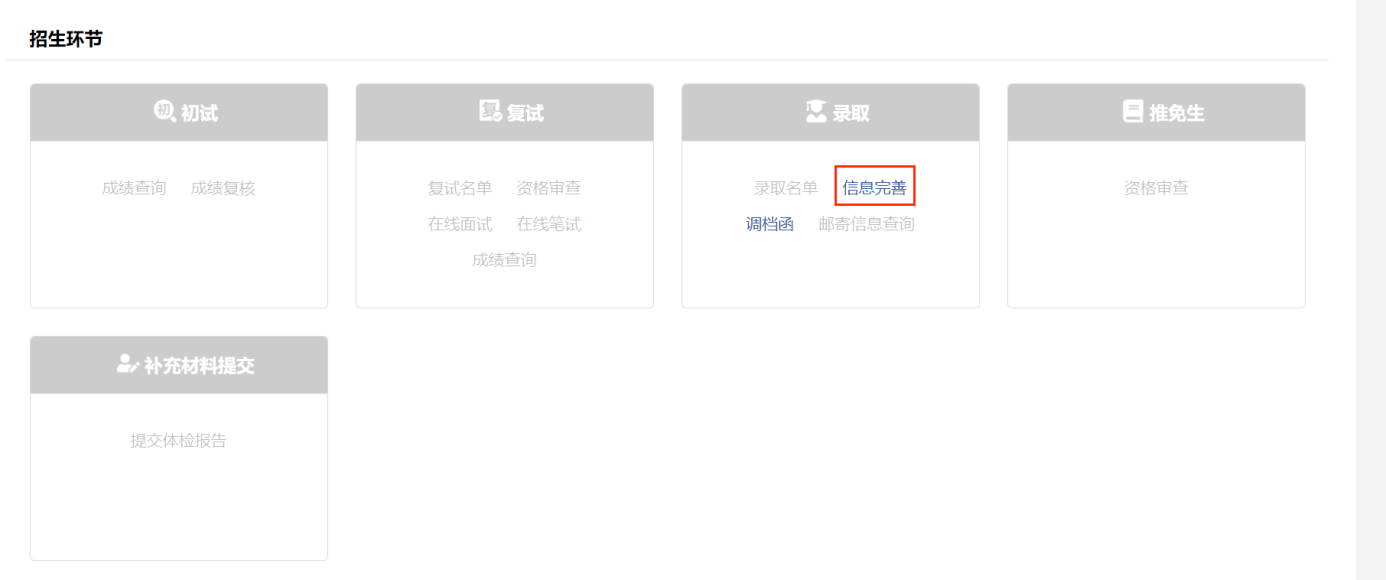 招生环节
初 初试
复 复试
录取
推免生
成绩查询 成绩复核
复试名单 资格审查
在线面试 在线笔试
成绩查询
录取名单 信息完善
调档函 邮寄信息查询
资格审查
补充材料提交
提交体检报告